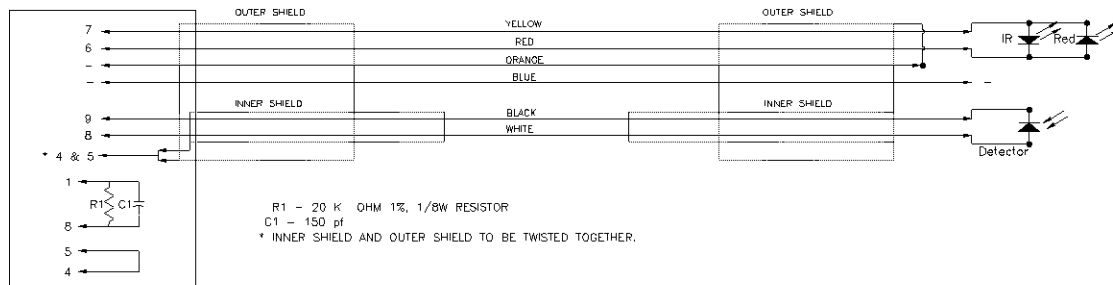 OUTER SHIELD
OUTER SHIELD
7
YELLOW
6
RED
IR
Red
–
ORANGE
–
BLUE
–
INNER SHIELD
INNER SHIELD
9
BLACK
8
WHITE
* 4 & 5
Detector
1
R1
C1
8
5
4
R1 – 20 K OHM 1%, 1/8W RESISTOR
C1 – 150 pf
* INNER SHIELD AND OUTER SHIELD TO BE TWISTED TOGETHER.